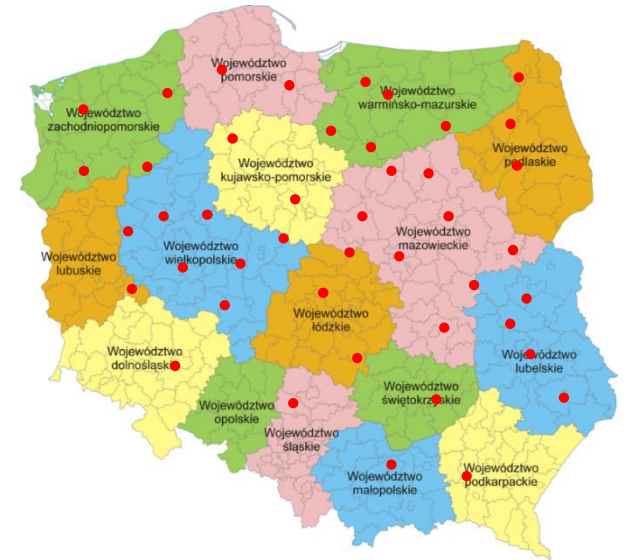 Województwo
pomorskie
Województwo
warmińsko-mazurskie
Województwo
zachodniopomorskie
Województwo
podlaskie
Województwo
kujawsko-pomorskie
Województwo
mazowieckie
Województwo
wielkopolskie
Województwo
lubuskie
Województwo
łódzkie
Województwo
dolnośląskie
Województwo
lubelskie
Województwo
świętokrzyskie
Województwo
opolskie
Województwo
śląskie
Województwo
małopolskie
Województwo
podkarpackie